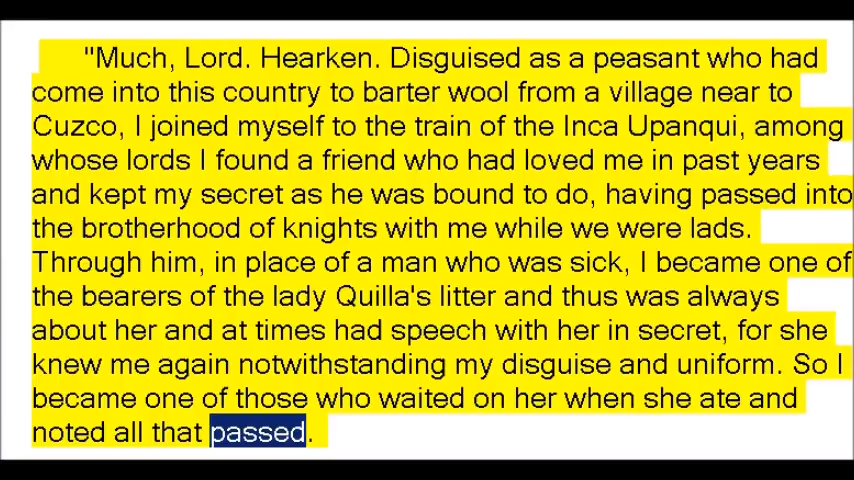 "Much, Lord. Hearken. Disguised as a peasant who had
come into this country to barter wool from a village near to
Cuzco, I joined myself to the train of the Inca Upanqui, among
whose lords I found a friend who had loved me in past years
and kept my secret as he was bound to do, having passed into
the brotherhood of knights with me while we were lads.
Through him, in place of a man who was sick, I became one of
the bearers of the lady Quilla's litter and thus was always
about her and at times had speech with her in secret, for she
knew me again notwithstanding my disguise and uniform. So I
became one of those who waited on her when she ate and
noted all that passed.